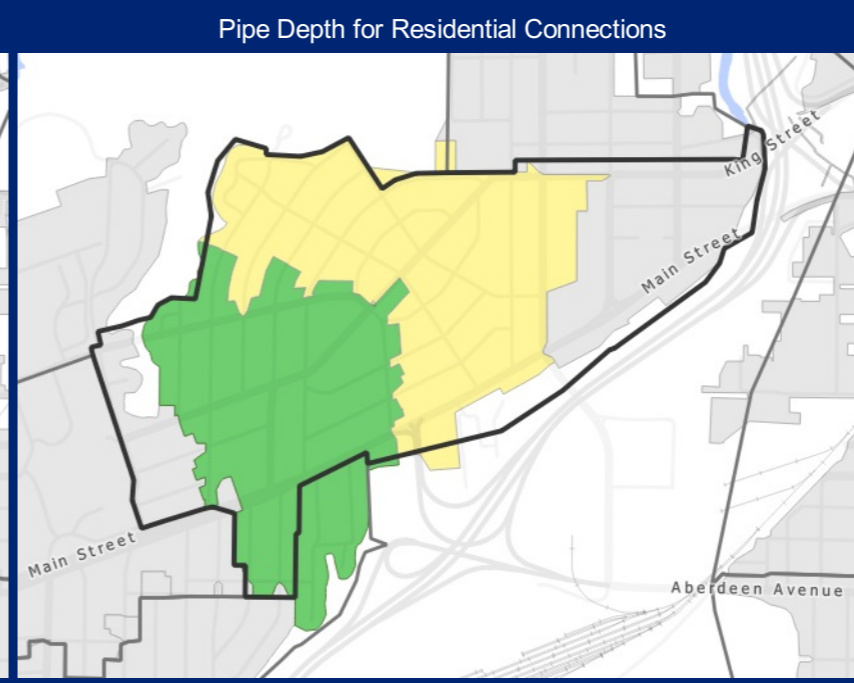 Pipe Depth for Residential Connections
King Street
Main Street
Main Street
Aberdeen Avenue